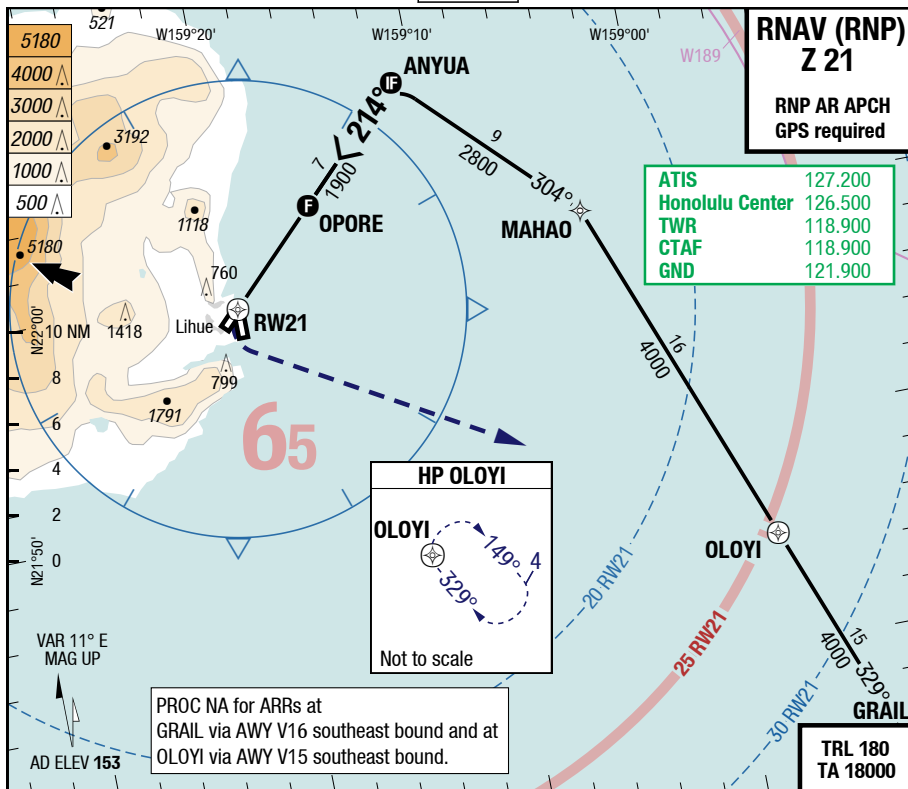 521
W159°20'
W159°10'
W159°00'
W189
RNAV (RNP)
Z 21
RNP AR APCH
GPS required
5180
4000
3000
2000
1000
500
3192
1118
5180
760
1418
799
1791
Lihue
RW21
ANYUA
IF
214°
7
1900
F
OPORE
9
2800
304°
MAHAO
ATIS 127.200
Honolulu Center 126.500
TWR 118.900
CTAF 118.900
GND 121.900
16
4000
OLOYI
15
4000
329°
GRAIL
N22°00'
10 NM
8
6
4
2
0
N21°50'
65
HP OLOYI
OLOYI
149°
4
329°
Not to scale
20 RW21
25 RW21
30 RW21
VAR 11° E
MAG UP
AD ELEV 153
PROC NA for ARRs at
GRAIL via AWY V16 southeast bound and at
OLOYI via AWY V15 southeast bound.
TRL 180
TA 18000